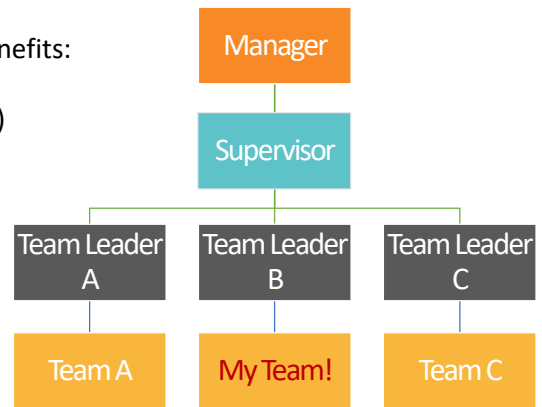 nefits:
)
Manager
Supervisor
Team Leader
A
Team Leader
B
Team Leader
C
Team A
My Team!
Team C